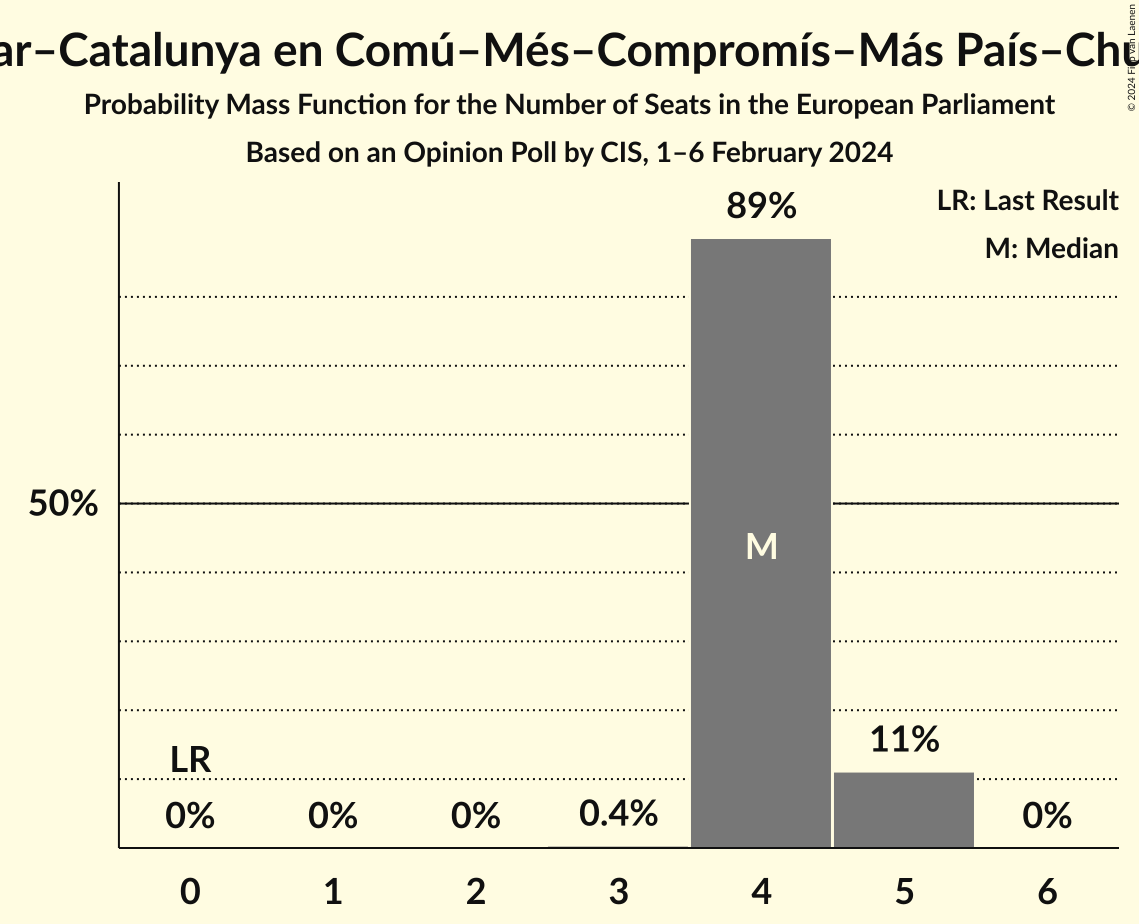 ar–Catalunya en Comú–Més–Compromís–Más País–Chu
Probability Mass Function for the Number of Seats in the European Parliament
Based on an Opinion Poll by CIS, 1–6 February 2024
© 2024 Filip van Laenen
LR: Last Result
M: Median
89%
50%
M
11%
LR
0% 0% 0% 0.4% 0%
0 1 2 3 4 5 6